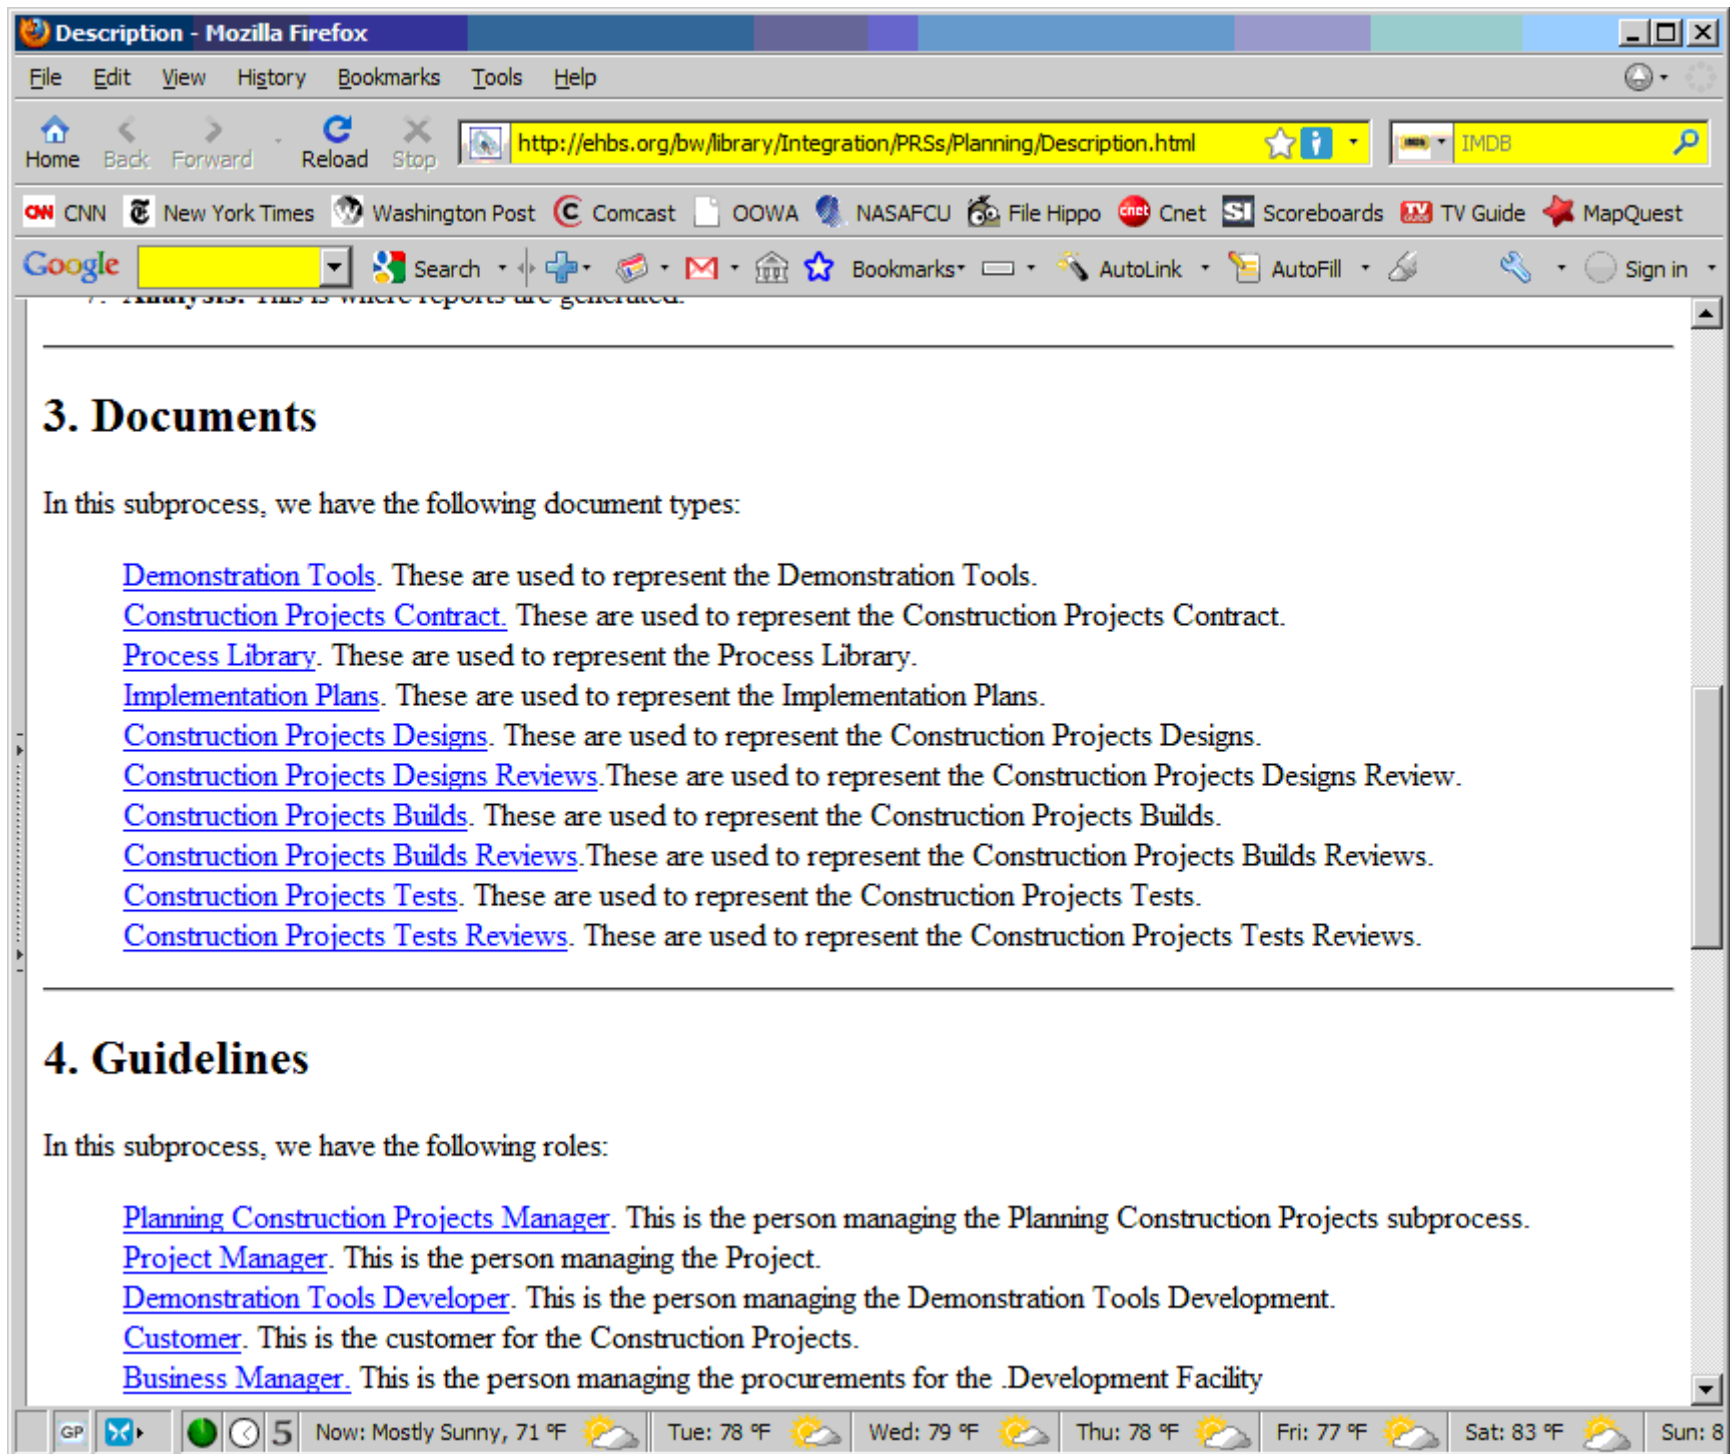 Description - Mozilla Firefox
File Edit View History Bookmarks Tools Help
Home Back Forward Reload Stop http://ehbs.org/bw/library/Integration/PRSs/Planning/Description.html IMDB
CNN CNN New York Times Washington Post Comcast OOWA NASAFCU File Hippo cnet Cnet SI Scoreboards TV Guide MapQuest
Google Search Bookmarks AutoLink AutoFill Sign in
7. Analysis. This is where reports are generated.
3. Documents
In this subprocess, we have the following document types:
Demonstration Tools. These are used to represent the Demonstration Tools.
Construction Projects Contract. These are used to represent the Construction Projects Contract.
Process Library. These are used to represent the Process Library.
Implementation Plans. These are used to represent the Implementation Plans.
Construction Projects Designs. These are used to represent the Construction Projects Designs.
Construction Projects Designs Reviews.These are used to represent the Construction Projects Designs Review.
Construction Projects Builds. These are used to represent the Construction Projects Builds.
Construction Projects Builds Reviews.These are used to represent the Construction Projects Builds Reviews.
Construction Projects Tests. These are used to represent the Construction Projects Tests.
Construction Projects Tests Reviews. These are used to represent the Construction Projects Tests Reviews.
4. Guidelines
In this subprocess, we have the following roles:
Planning Construction Projects Manager. This is the person managing the Planning Construction Projects subprocess.
Project Manager. This is the person managing the Project.
Demonstration Tools Developer. This is the person managing the Demonstration Tools Development.
Customer. This is the customer for the Construction Projects.
Business Manager. This is the person managing the procurements for the .Development Facility
GP 5 Now: Mostly Sunny, 71 °F Tue: 78 °F Wed: 79 °F Thu: 78 °F Fri: 77 °F Sat: 83 °F Sun: 8